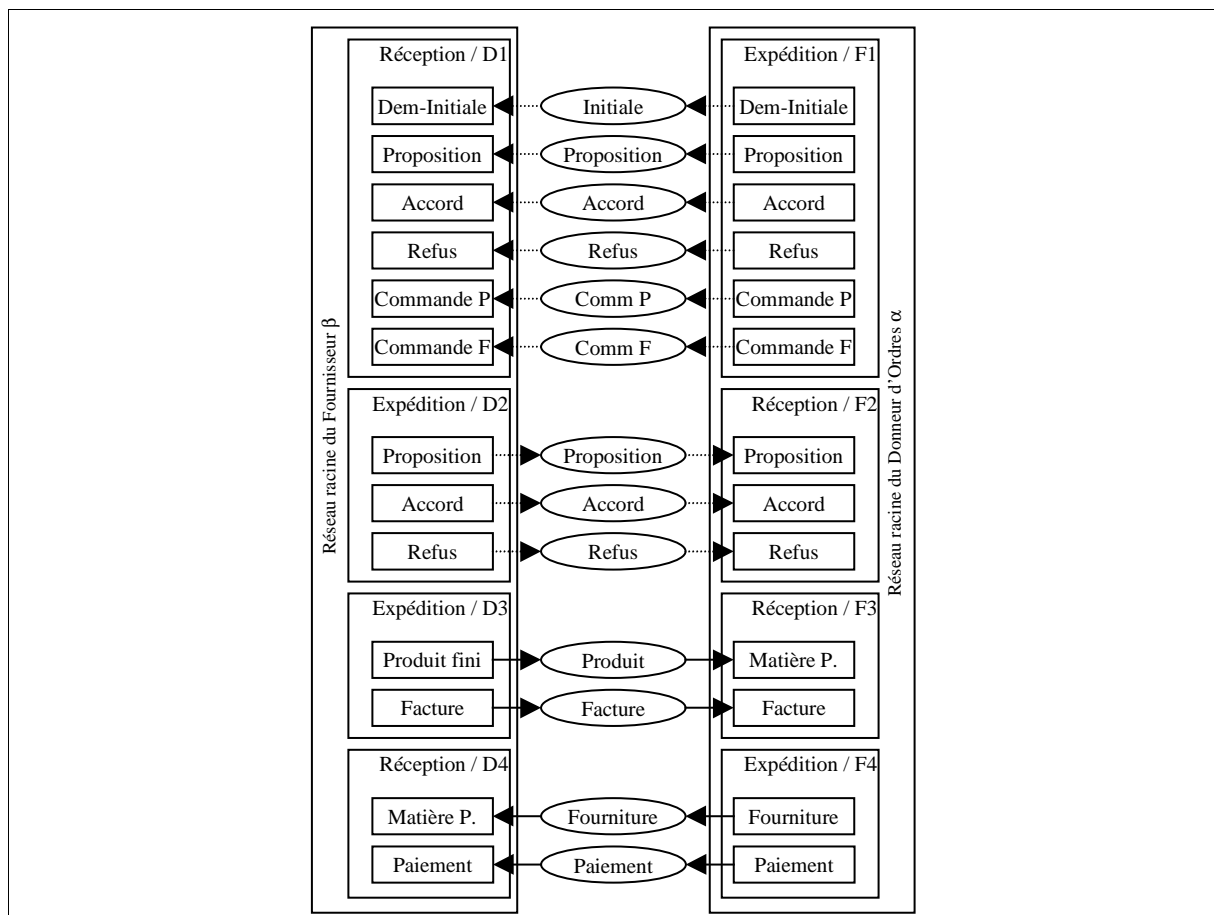 Réception / D1
Expédition / F1
Dem-Initiale
Initiale
Dem-Initiale
Proposition
Proposition
Proposition
Accord
Accord
Accord
Refus
Refus
Refus
Commande P
Comm P
Commande P
Commande F
Comm F
Commande F
Réseau racine du Fournisseur β
Réseau racine du Donneur d'Ordres α
Expédition / D2
Réception / F2
Proposition
Proposition
Proposition
Accord
Accord
Accord
Refus
Refus
Refus
Expédition / D3
Réception / F3
Produit fini
Produit
Matière P.
Facture
Facture
Facture
Réception / D4
Expédition / F4
Matière P.
Fourniture
Fourniture
Paiement
Paiement
Paiement